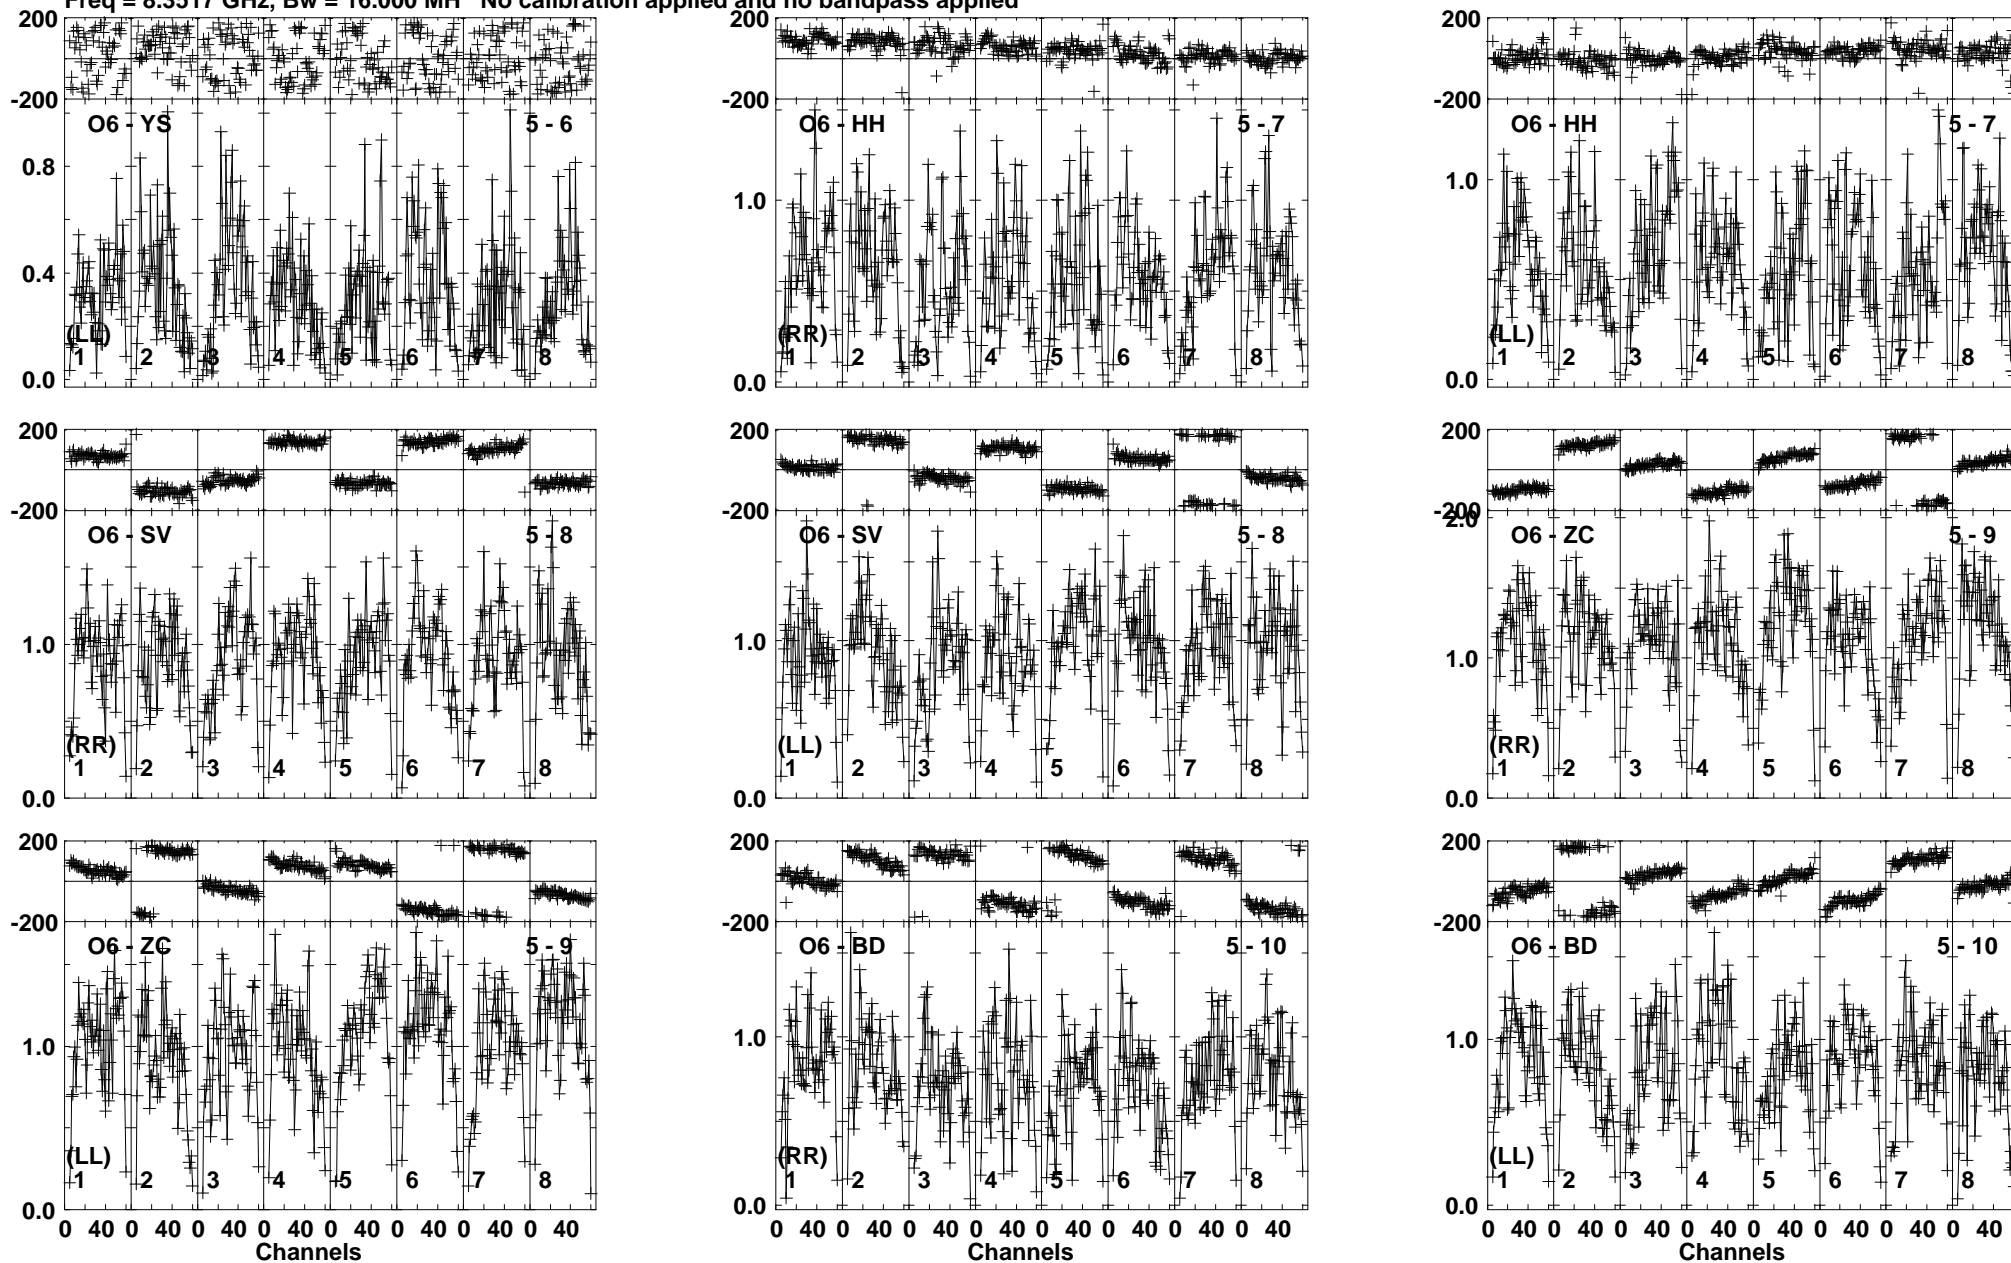 Freq = 8.3517 GHz, Bw = 16.000 MH No calibration applied and no bandpass applied
200 200 200
-200 -200 -200
O6 - YS 5 - 6 O6 - HH 5 - 7 O6 - HH 5 - 7
0.8
1.0 1.0
0.4
(LL) (RR) (LL)
1 2 3 4 5 6 7 8 1 2 3 4 5 6 7 8 1 2 3 4 5 6 7 8
0.0 0.0 0.0
200 200 200
-200 -200 -200
2.0
O6 - SV 5 - 8 O6 - SV 5 - 8 O6 - ZC 5 - 9
1.0 1.0 1.0
(RR) (LL) (RR)
1 2 3 4 5 6 7 8 1 2 3 4 5 6 7 8 1 2 3 4 5 6 7 8
0.0 0.0 0.0
200 200 200
-200 -200 -200
O6 - ZC 5 - 9 O6 - BD 5 - 10 O6 - BD 5 - 10
1.0 1.0 1.0
(LL) (RR) (LL)
1 2 3 4 5 6 7 8 1 2 3 4 5 6 7 8 1 2 3 4 5 6 7 8
0.0 0.0 0.0
0 40 0 40 0 40 0 40 0 40 0 40 0 40 0 40 0 40 0 40 0 40 0 40 0 40 0 40 0 40 0 40 0 40 0 40 0 40 0 40 0 40 0 40 0 40 0 40
Channels Channels Channels